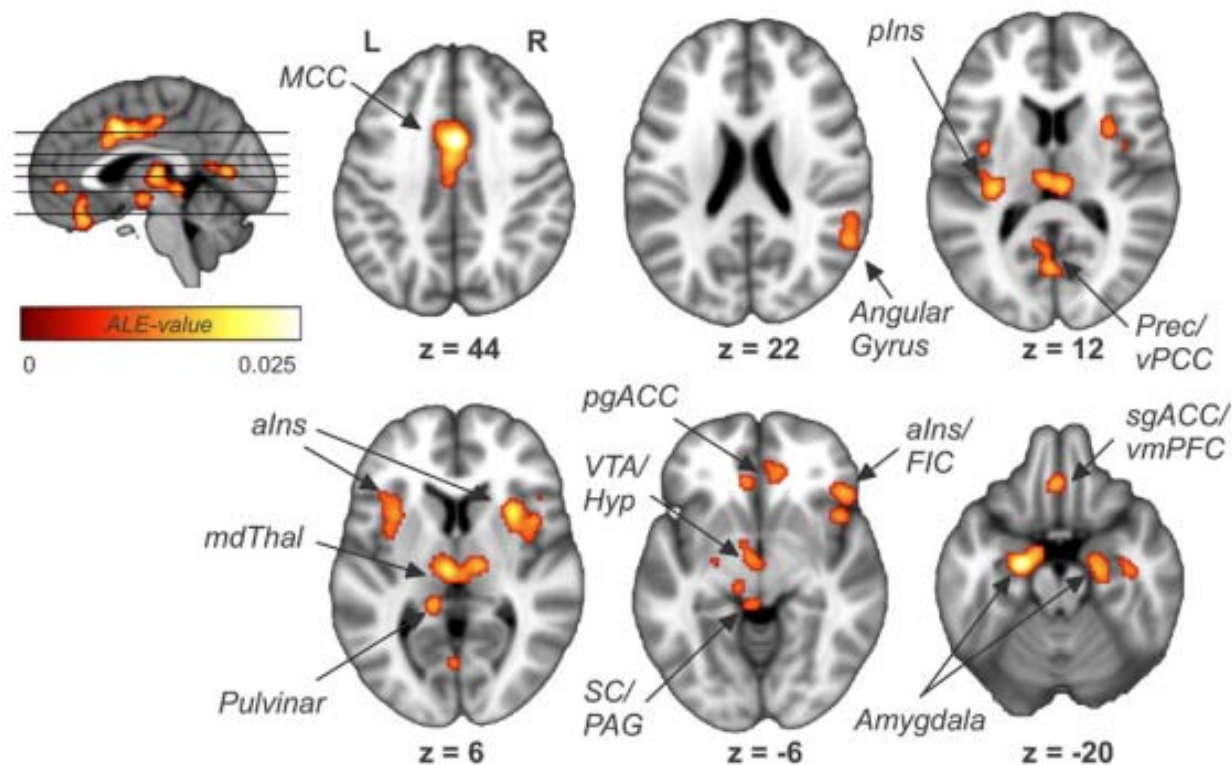 L R
MCC
pIns
ALE-value
0 0.025
z = 44
z = 22
Angular
Gyrus
z = 12
Prec/
vPCC
aIns
mdThal
Pulvinar
z = 6
pgACC
VTA/
Hyp
aIns/
FIC
SC/
PAG
z = -6
sgACC/
vmPFC
Amygdala
z = -20